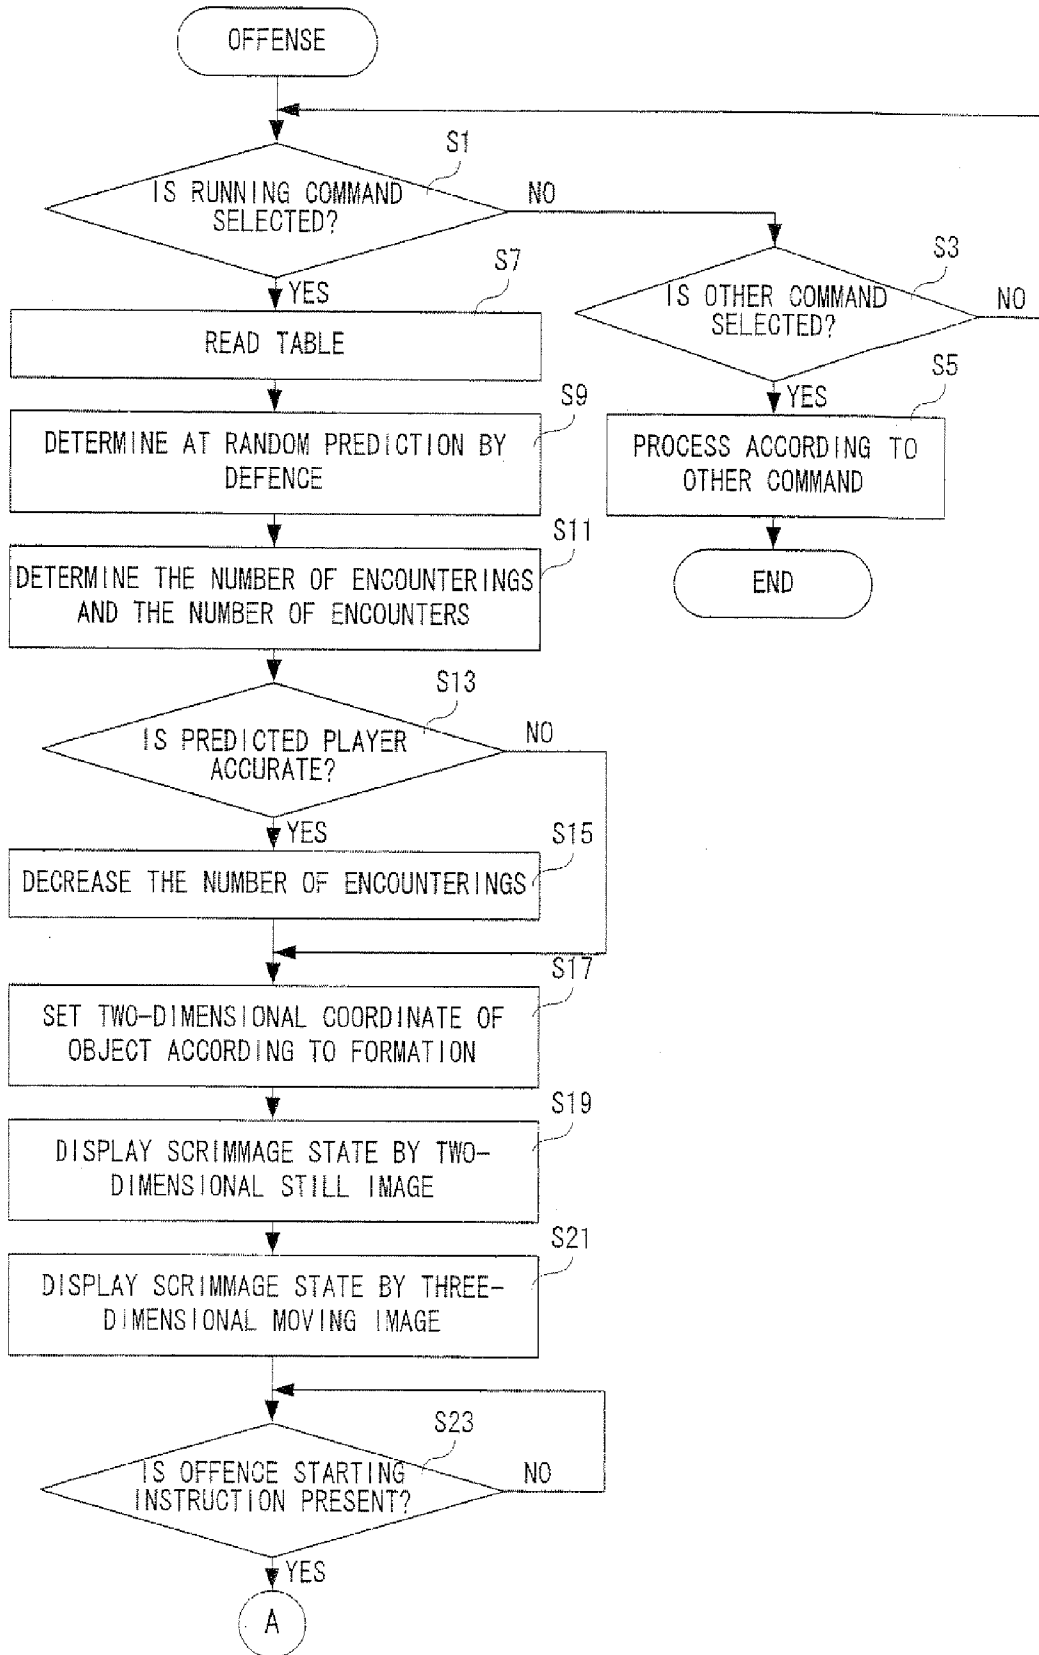 OFFENSE
S1
IS RUNNING COMMAND
SELECTED?
NO
YES
S3
IS OTHER COMMAND
SELECTED?
NO
YES
S5
PROCESS ACCORDING TO
OTHER COMMAND
END
S7
READ TABLE
S9
DETERMINE AT RANDOM PREDICTION BY
DEFENCE
S11
DETERMINE THE NUMBER OF ENCOUNTERINGS
AND THE NUMBER OF ENCOUNTERS
S13
IS PREDICTED PLAYER
ACCURATE?
NO
YES
S15
DECREASE THE NUMBER OF ENCOUNTERINGS
S17
SET TWO-DIMENSIONAL COORDINATE OF
OBJECT ACCORDING TO FORMATION
S19
DISPLAY SCRIMMAGE STATE BY TWO-
DIMENSIONAL STILL IMAGE
S21
DISPLAY SCRIMMAGE STATE BY THREE-
DIMENSIONAL MOVING IMAGE
S23
IS OFFENCE STARTING
INSTRUCTION PRESENT?
NO
YES
A